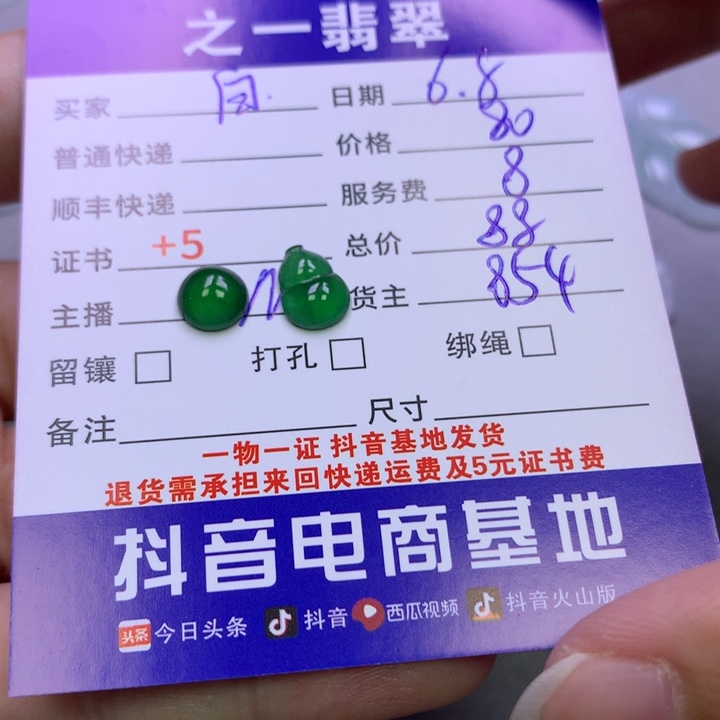 之一翡翠
买家 日期 6.8
普通快递 价格 80
顺丰快递 服务费 8
证书 +5 总价 88
主播 货主 854
留镶 打孔 绑绳
备注 尺寸
一物一证 抖音基地发货
退货需承担来回快递运费及5元证书费
抖音电商基地
头条 今日头条 抖音 西瓜视频 抖音火山版